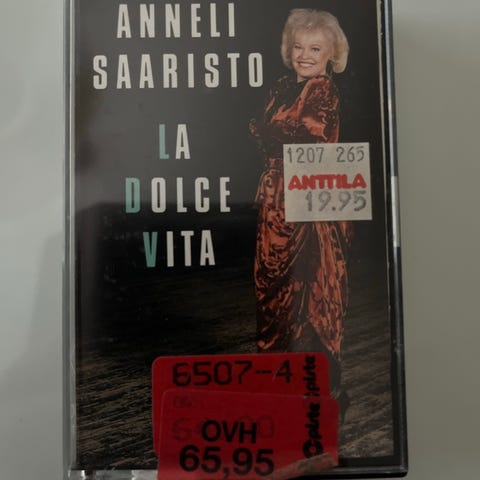 ANNELI
SAARISTO
LA
DOLCE
VITA
1207 265
ANTTILA
19.95
6507-4
OVH
65,95